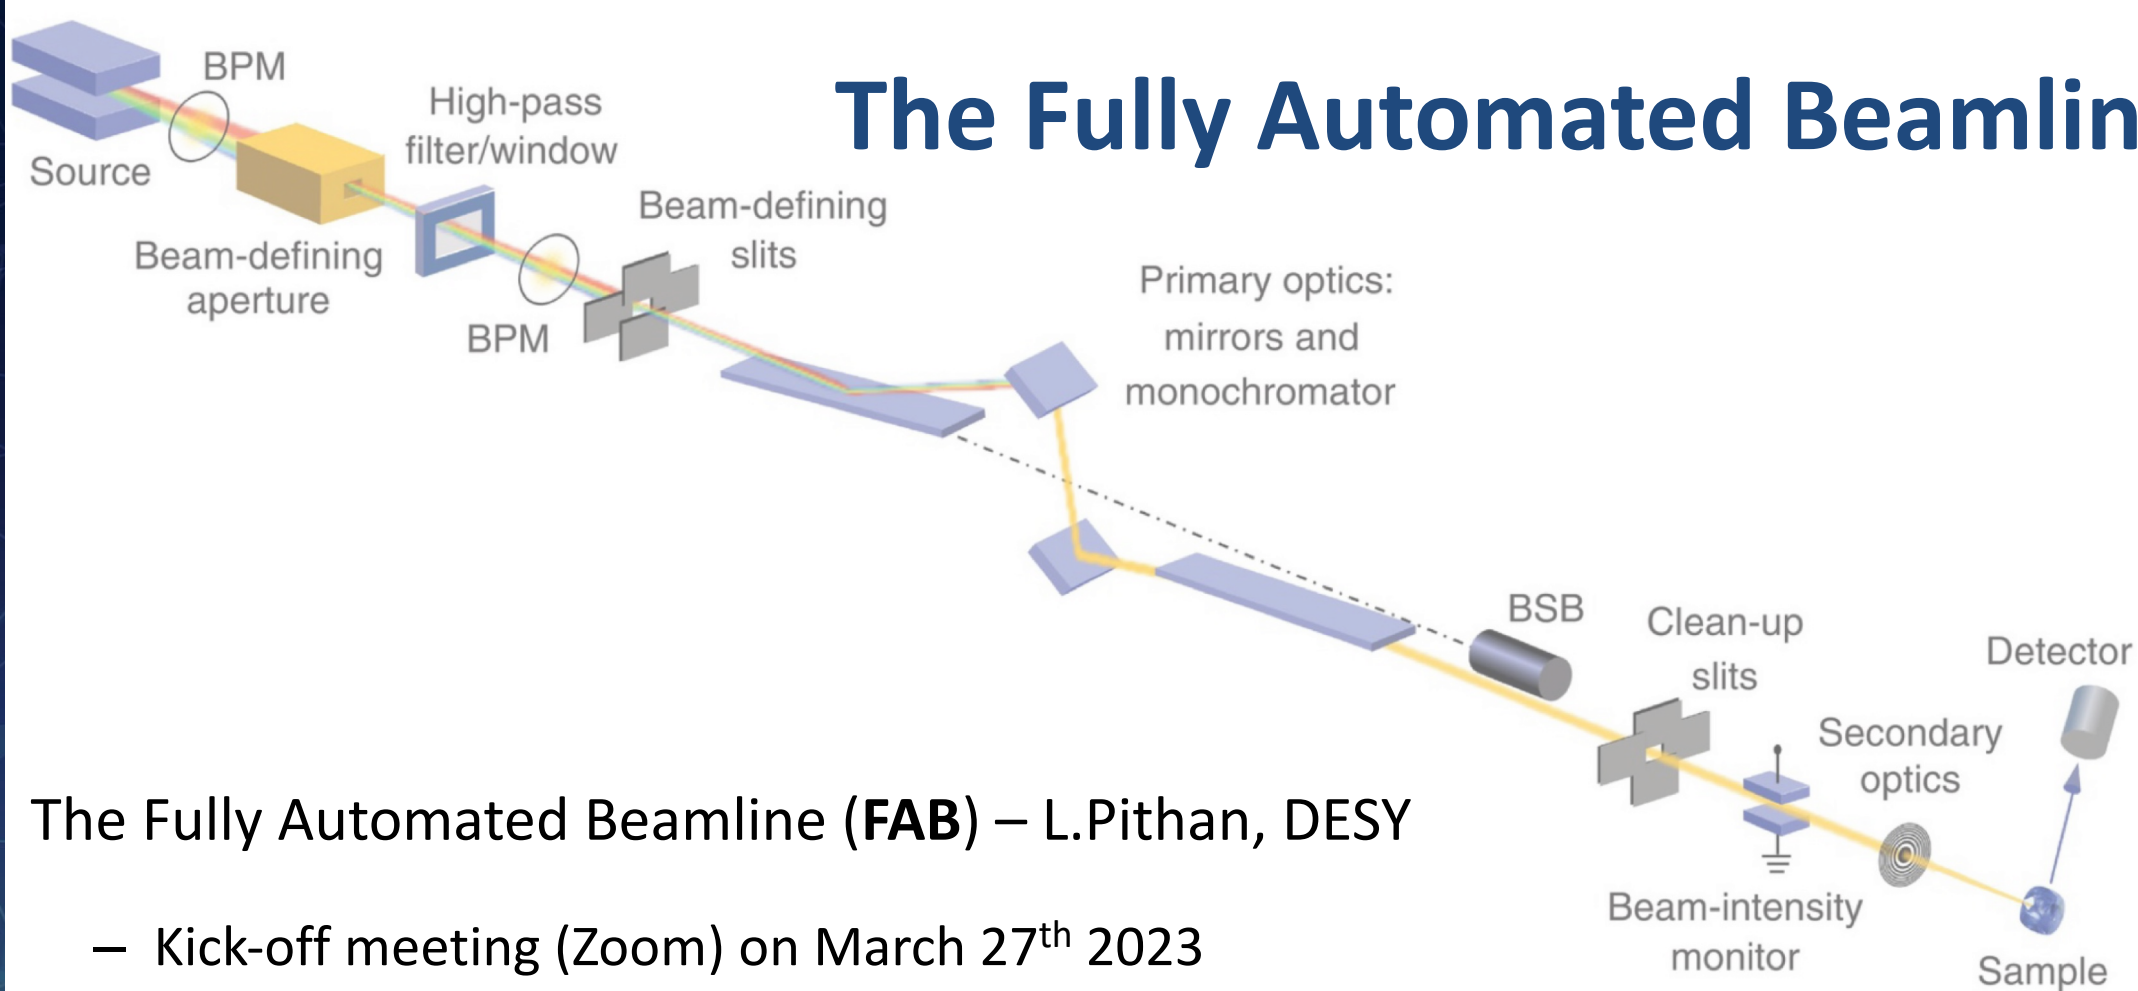 The Fully Automated Beamlin
BPM
High-pass
filter/window
Source
Beam-defining
slits
Beam-defining
aperture
BPM
Primary optics:
mirrors and
monochromator
BSB
Clean-up
slits
Detector
Secondary
optics
Beam-intensity
monitor
Sample
The Fully Automated Beamline (FAB) – L.Pithan, DESY
– Kick-off meeting (Zoom) on March 27th 2023